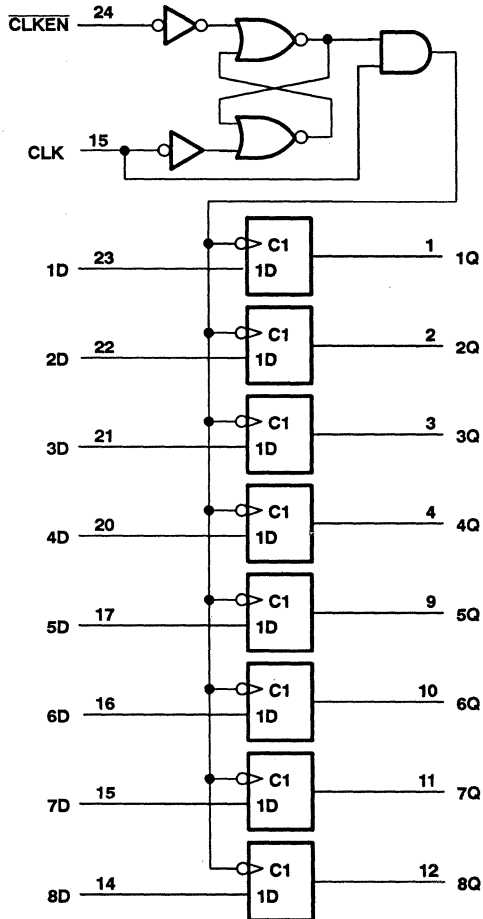 C̅L̅K̅E̅N̅ 24
CLK 15
C1
1D 23 1D 1 1Q
C1
2D 22 1D 2 2Q
C1
3D 21 1D 3 3Q
C1
4D 20 1D 4 4Q
C1
5D 17 1D 9 5Q
C1
6D 16 1D 10 6Q
C1
7D 15 1D 11 7Q
C1
8D 14 1D 12 8Q